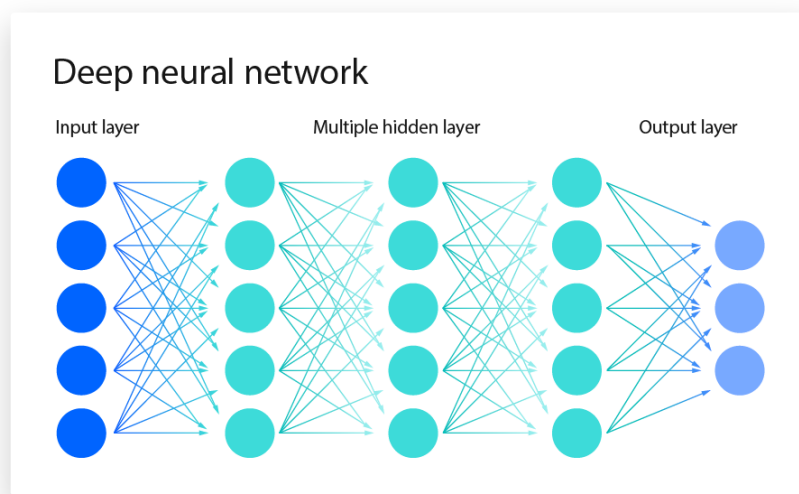 Deep neural network
Input layer
Multiple hidden layer
Output layer